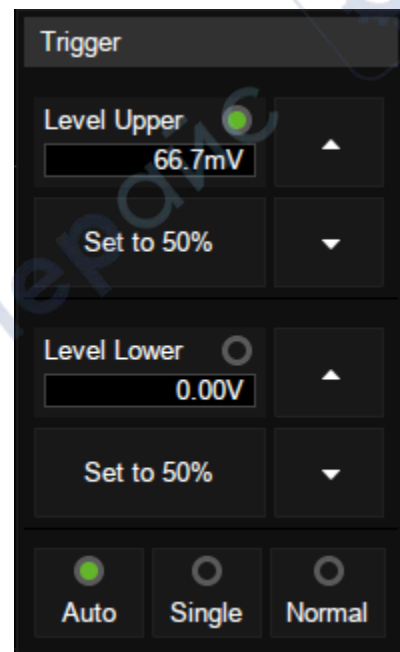 Trigger
Level Upper
66.7mV
Set to 50%
Level Lower
0.00V
Set to 50%
Auto Single Normal